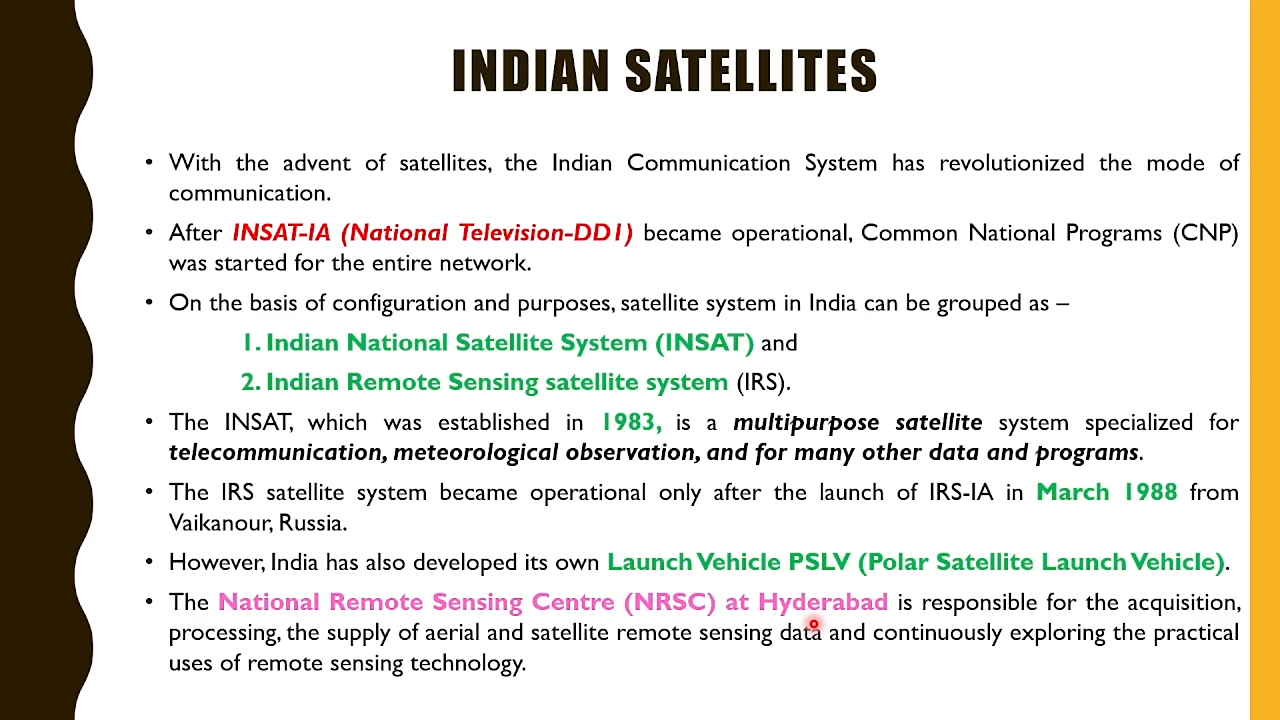 INDIAN SATELLITES
• With the advent of satellites, the Indian Communication System has revolutionized the mode of
communication.
• After INSAT-IA (National Television-DD1) became operational, Common National Programs (CNP)
was started for the entire network.
• On the basis of configuration and purposes, satellite system in India can be grouped as –
1. Indian National Satellite System (INSAT) and
2. Indian Remote Sensing satellite system (IRS).
• The INSAT, which was established in 1983, is a multipurpose satellite system specialized for
telecommunication, meteorological observation, and for many other data and programs.
• The IRS satellite system became operational only after the launch of IRS-IA in March 1988 from
Vaikanour, Russia.
• However, India has also developed its own Launch Vehicle PSLV (Polar Satellite Launch Vehicle).
• The National Remote Sensing Centre (NRSC) at Hyderabad is responsible for the acquisition,
processing, the supply of aerial and satellite remote sensing data and continuously exploring the practical
uses of remote sensing technology.